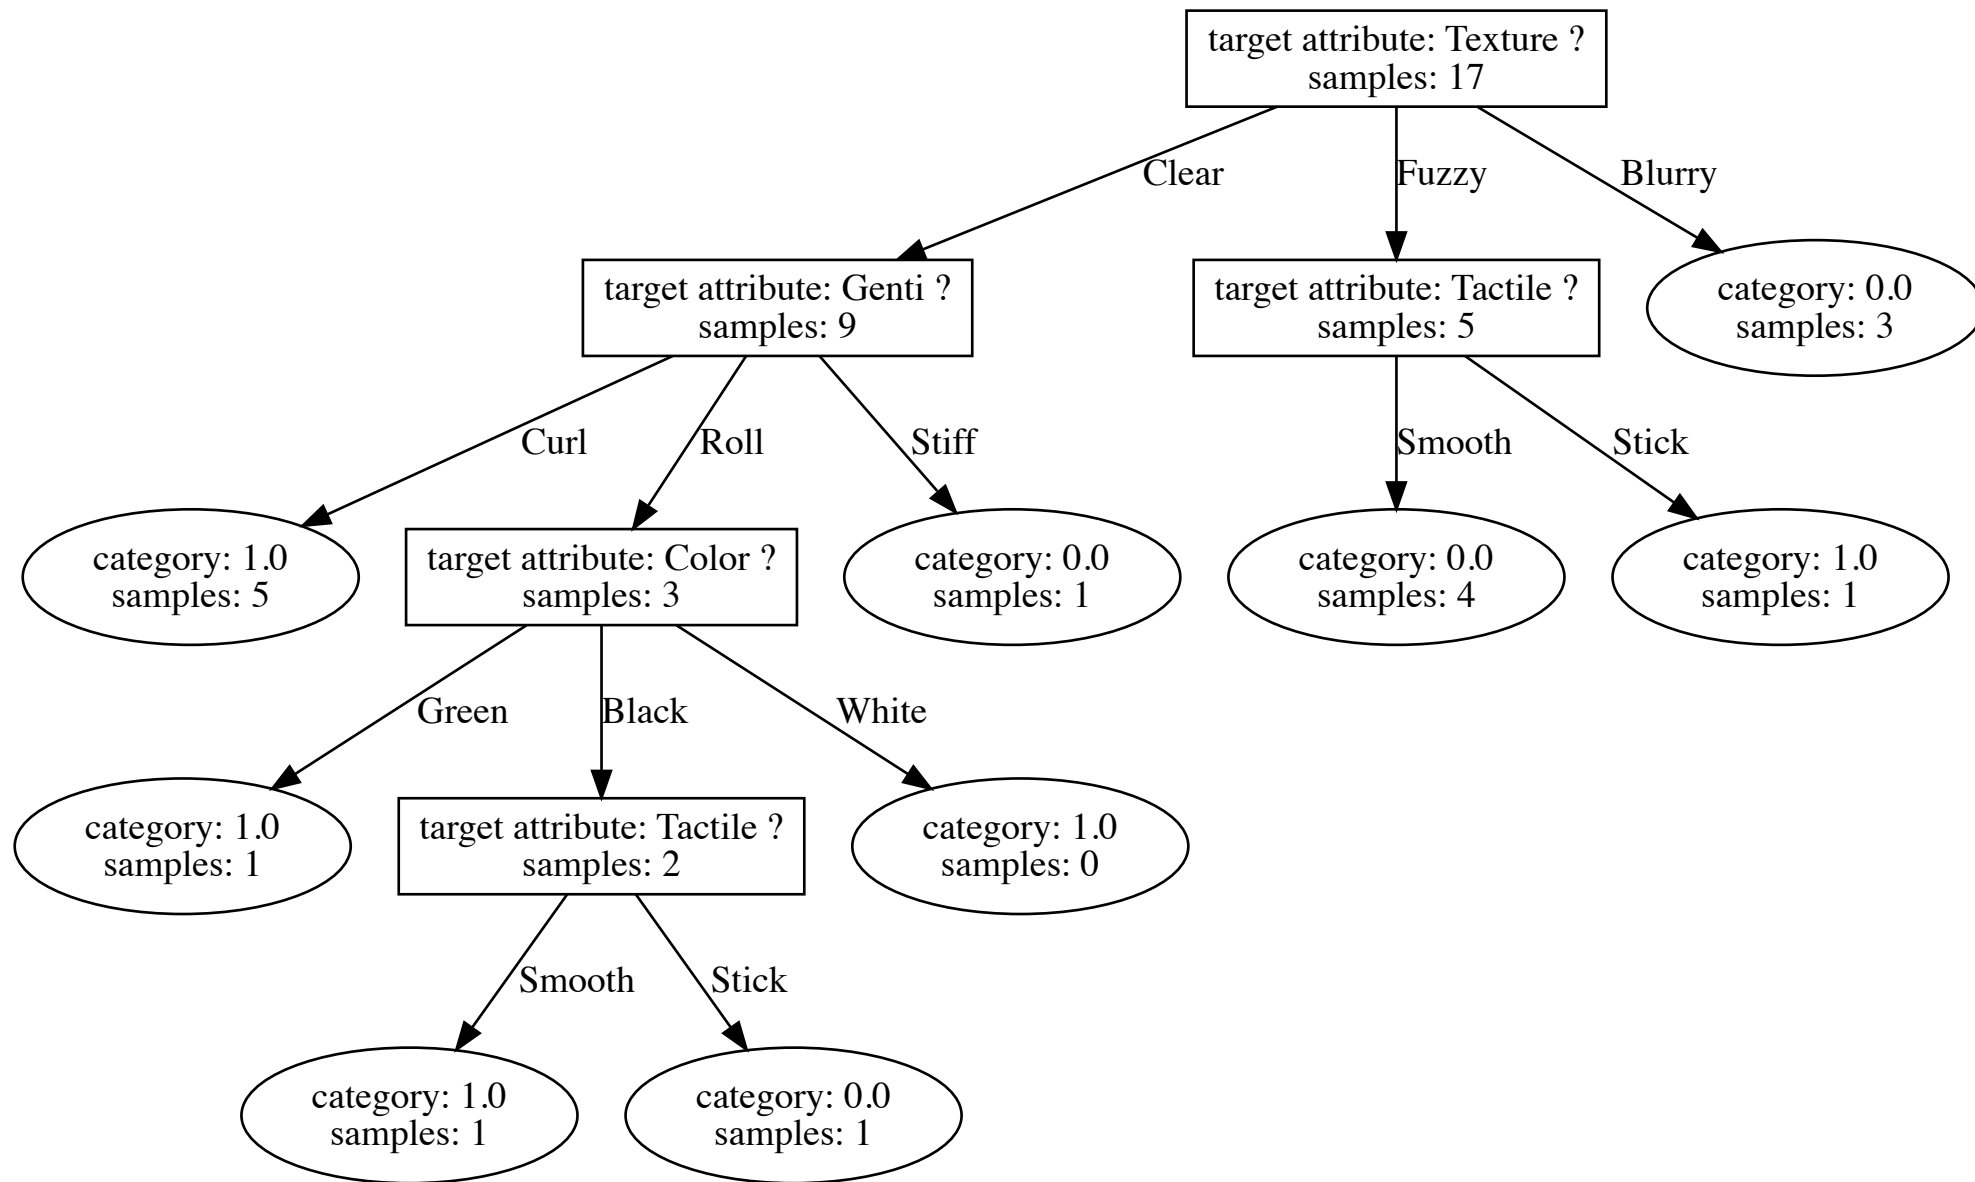 target attribute: Texture ?
samples: 17
Clear
Fuzzy
Blurry
target attribute: Genti ?
samples: 9
target attribute: Tactile ?
samples: 5
category: 0.0
samples: 3
Curl
Roll
Stiff
Smooth
Stick
category: 1.0
samples: 5
target attribute: Color ?
samples: 3
category: 0.0
samples: 1
category: 0.0
samples: 4
category: 1.0
samples: 1
Green
Black
White
category: 1.0
samples: 1
target attribute: Tactile ?
samples: 2
category: 1.0
samples: 0
Smooth
Stick
category: 1.0
samples: 1
category: 0.0
samples: 1